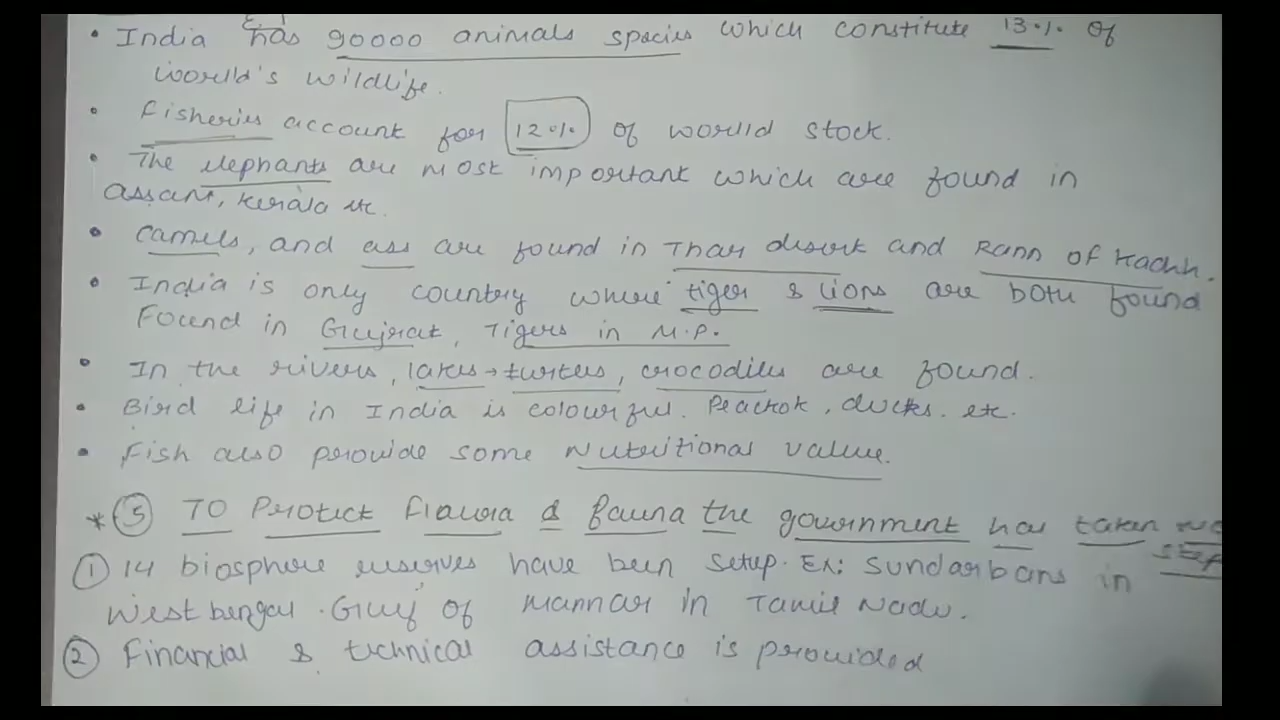 • India has 90000 animals species which constitute 13% of
world's wildlife.
• Fisheries account for 12% of world stock.
• The elephants are most important which are found in
Assam, Kerala etc.
• Camels, and ass are found in Thar desert and Rann of Kachh.
• India is only country where tiger & lions are both found
Found in Gujrat, Tigers in M.P.
• In the rivers, lakes → turtles, crocodiles are found.
• Bird life in India is colourful. Peackok, ducks. etc.
• Fish also provide some Nutritional value.
* ⑤ To Protect flaura & fauna the government has taken
step
① 14 biosphere reserves have been setup. Ex: Sundarbans in
West bengal. Gulf of mannar in Tamil Nadu.
② Financial & technical assistance is provided